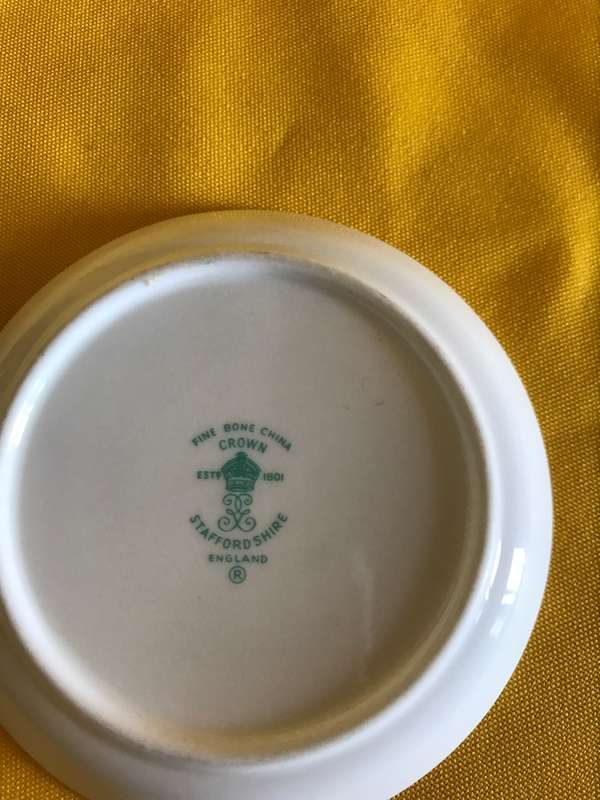 FINE BONE CHINA
CROWN
ESTD 1801
STAFFORDSHIRE
ENGLAND
®